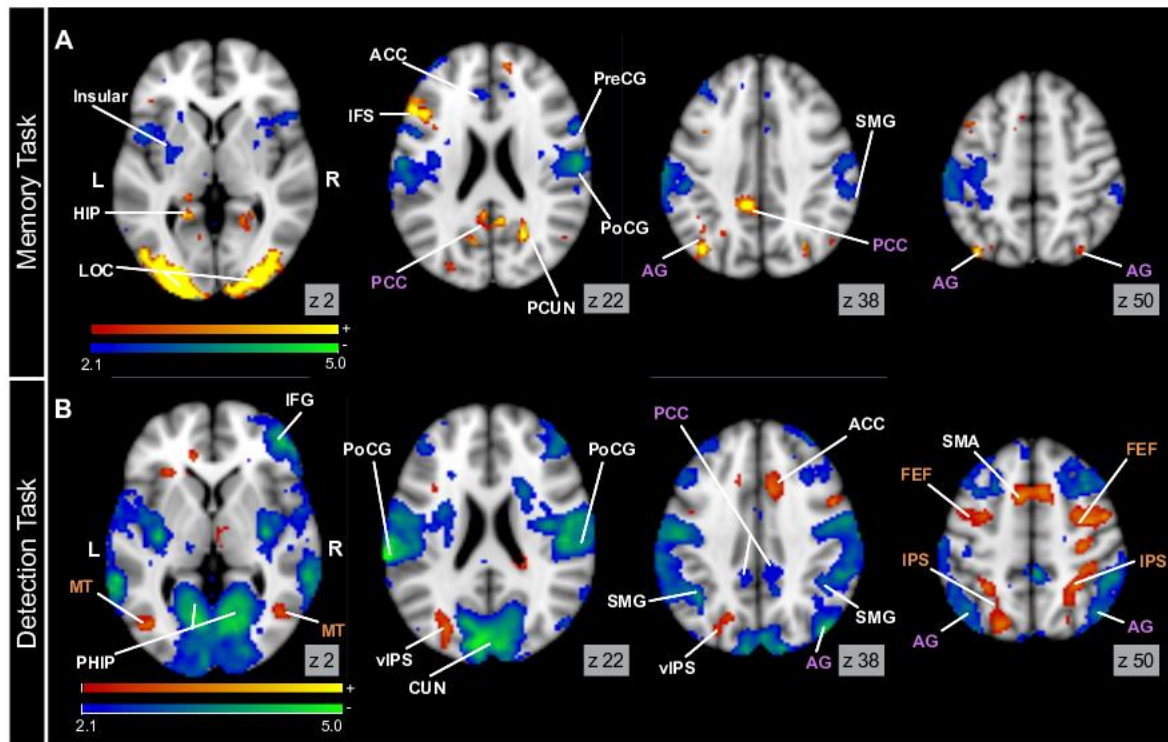 Memory Task
A
Insular
L
R
HIP
LOC
z 2
+
-
2.1
5.0
ACC
IFS
PreCG
PoCG
PCC
PCUN
z 22
SMG
AG
PCC
z 38
AG
AG
z 50
Detection Task
B
IFG
L
R
MT
MT
PHIP
z 2
+
-
2.1
5.0
PoCG
PoCG
vIPS
CUN
z 22
PCC
ACC
SMG
SMG
vIPS
AG
z 38
SMA
FEF
FEF
IPS
IPS
AG
AG
z 50